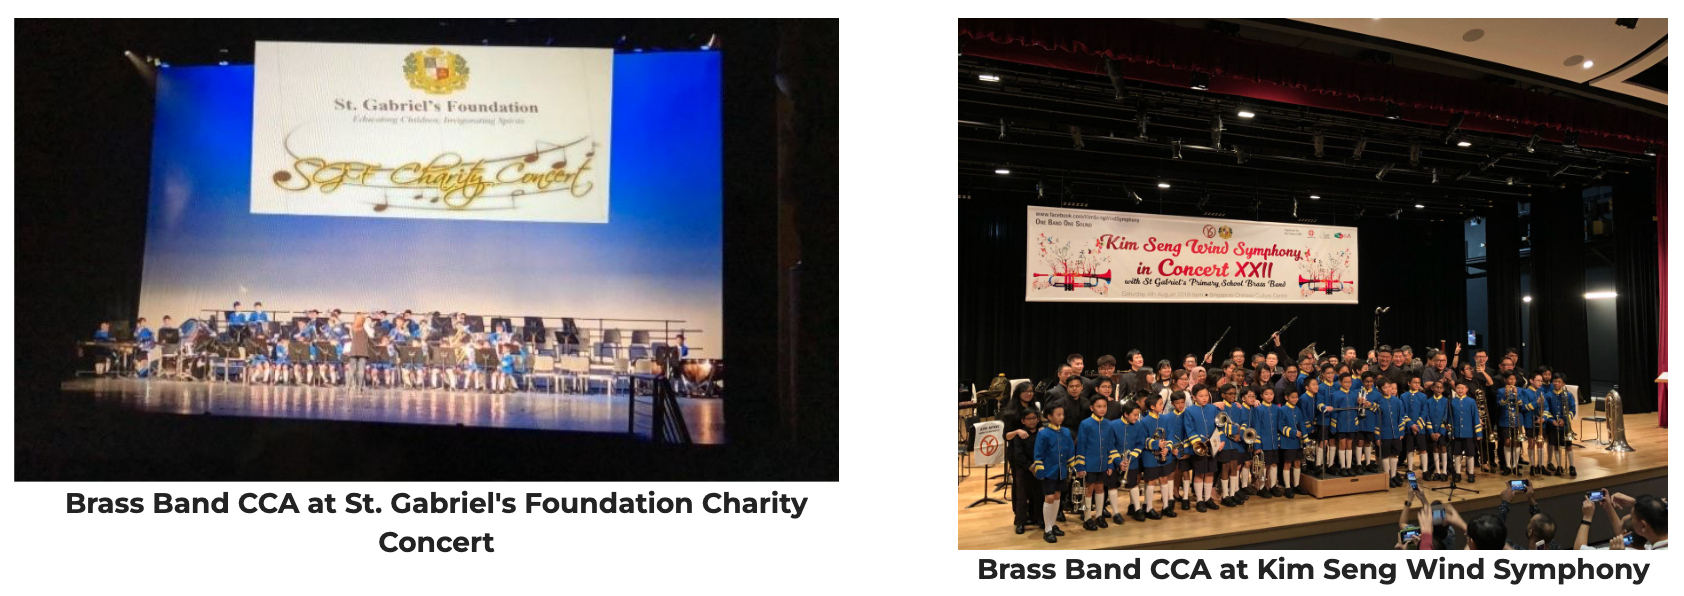 St. Gabriel's Foundation
Educating Children, Invigorating Spirits
SGF Charity Concert
Brass Band CCA at St. Gabriel's Foundation Charity
Concert
www.facebook.com/KimSengWindSymphony
ONE BAND ONE SOUND
Kim Seng Wind Symphony
in Concert XXII
with St Gabriel's Primary School Brass Band
Brass Band CCA at Kim Seng Wind Symphony